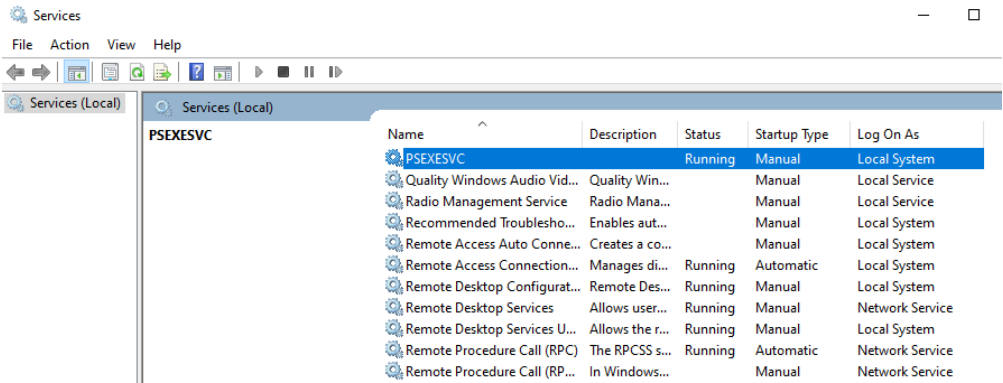 Services
File Action View Help
Services (Local)
Services (Local)
PSEXESVC
Name Description Status Startup Type Log On As
PSEXESVC Running Manual Local System
Quality Windows Audio Vid... Quality Win... Manual Local Service
Radio Management Service Radio Mana... Manual Local Service
Recommended Troublesho... Enables aut... Manual Local System
Remote Access Auto Conne... Creates a co... Manual Local System
Remote Access Connection... Manages di... Running Automatic Local System
Remote Desktop Configurat... Remote Des... Running Manual Local System
Remote Desktop Services Allows user... Running Manual Network Service
Remote Desktop Services U... Allows the r... Running Manual Local System
Remote Procedure Call (RPC) The RPCSS s... Running Automatic Network Service
Remote Procedure Call (RP... In Windows... Manual Network Service